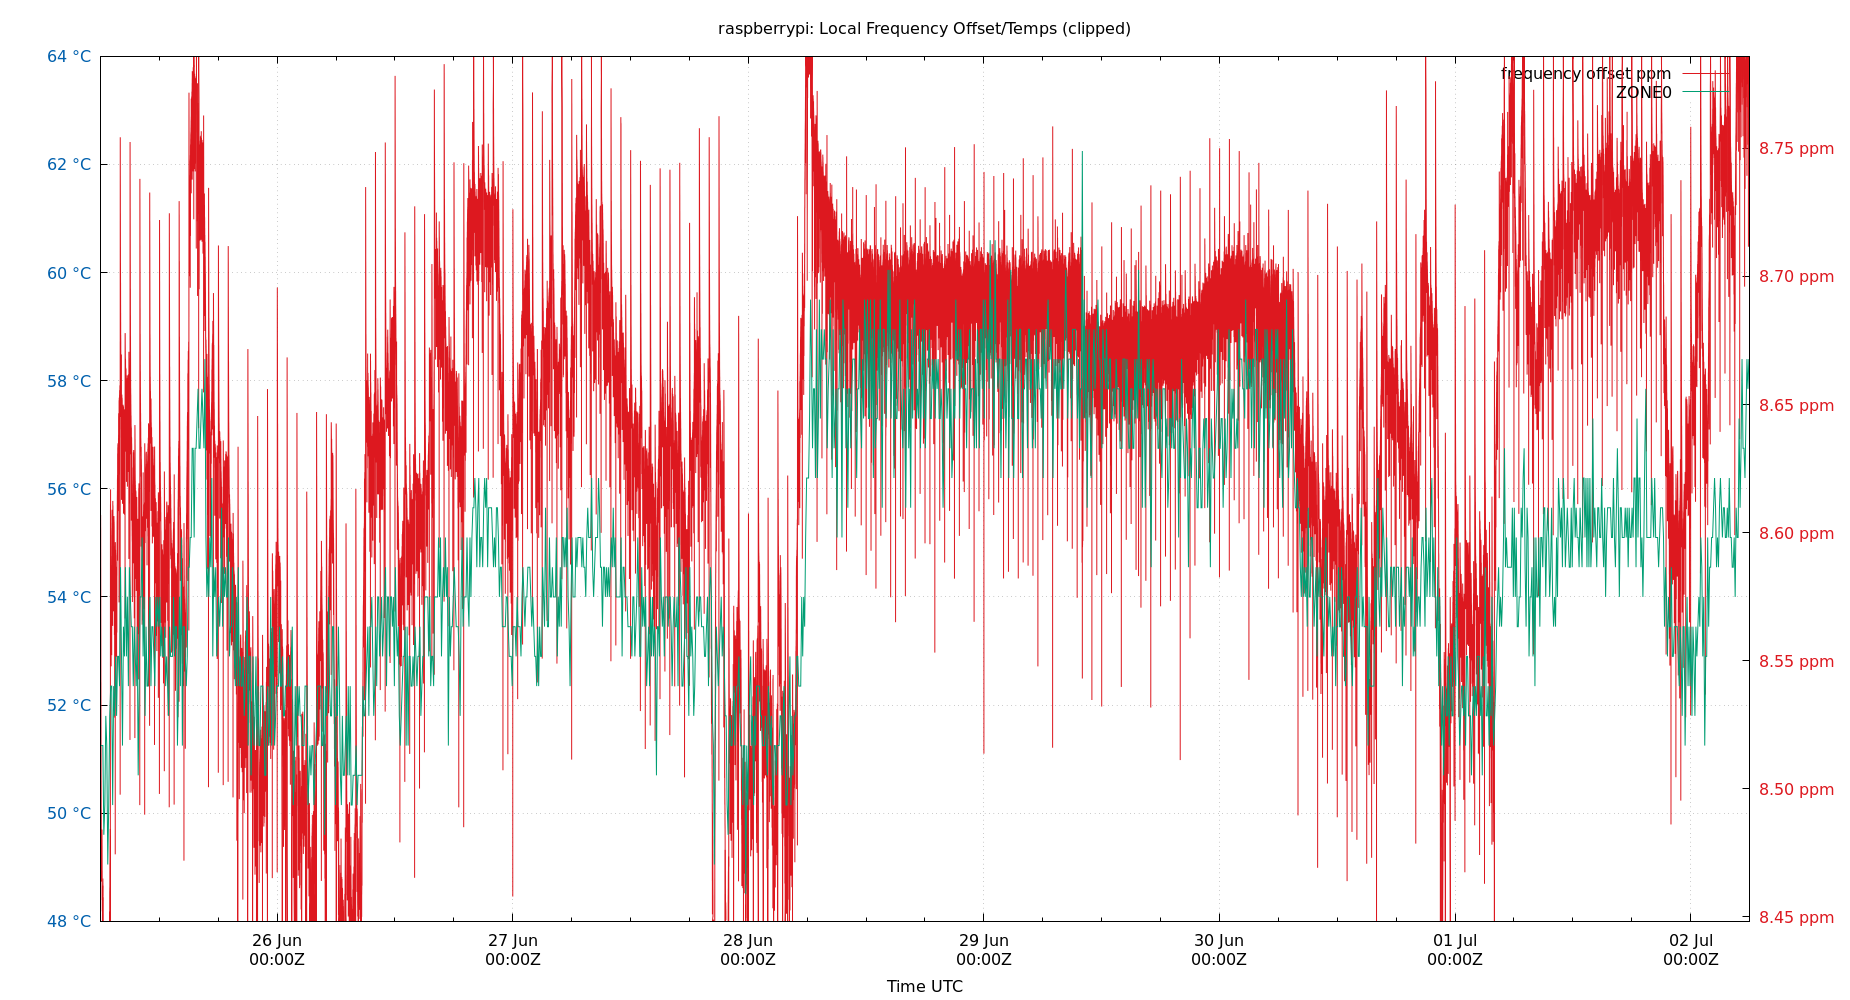 raspberrypi: Local Frequency Offset/Temps (clipped)
frequency offset ppm
ZONE0
64 °C
62 °C
60 °C
58 °C
56 °C
54 °C
52 °C
50 °C
48 °C
8.75 ppm
8.70 ppm
8.65 ppm
8.60 ppm
8.55 ppm
8.50 ppm
8.45 ppm
26 Jun
00:00Z
27 Jun
00:00Z
28 Jun
00:00Z
29 Jun
00:00Z
30 Jun
00:00Z
01 Jul
00:00Z
02 Jul
00:00Z
Time UTC